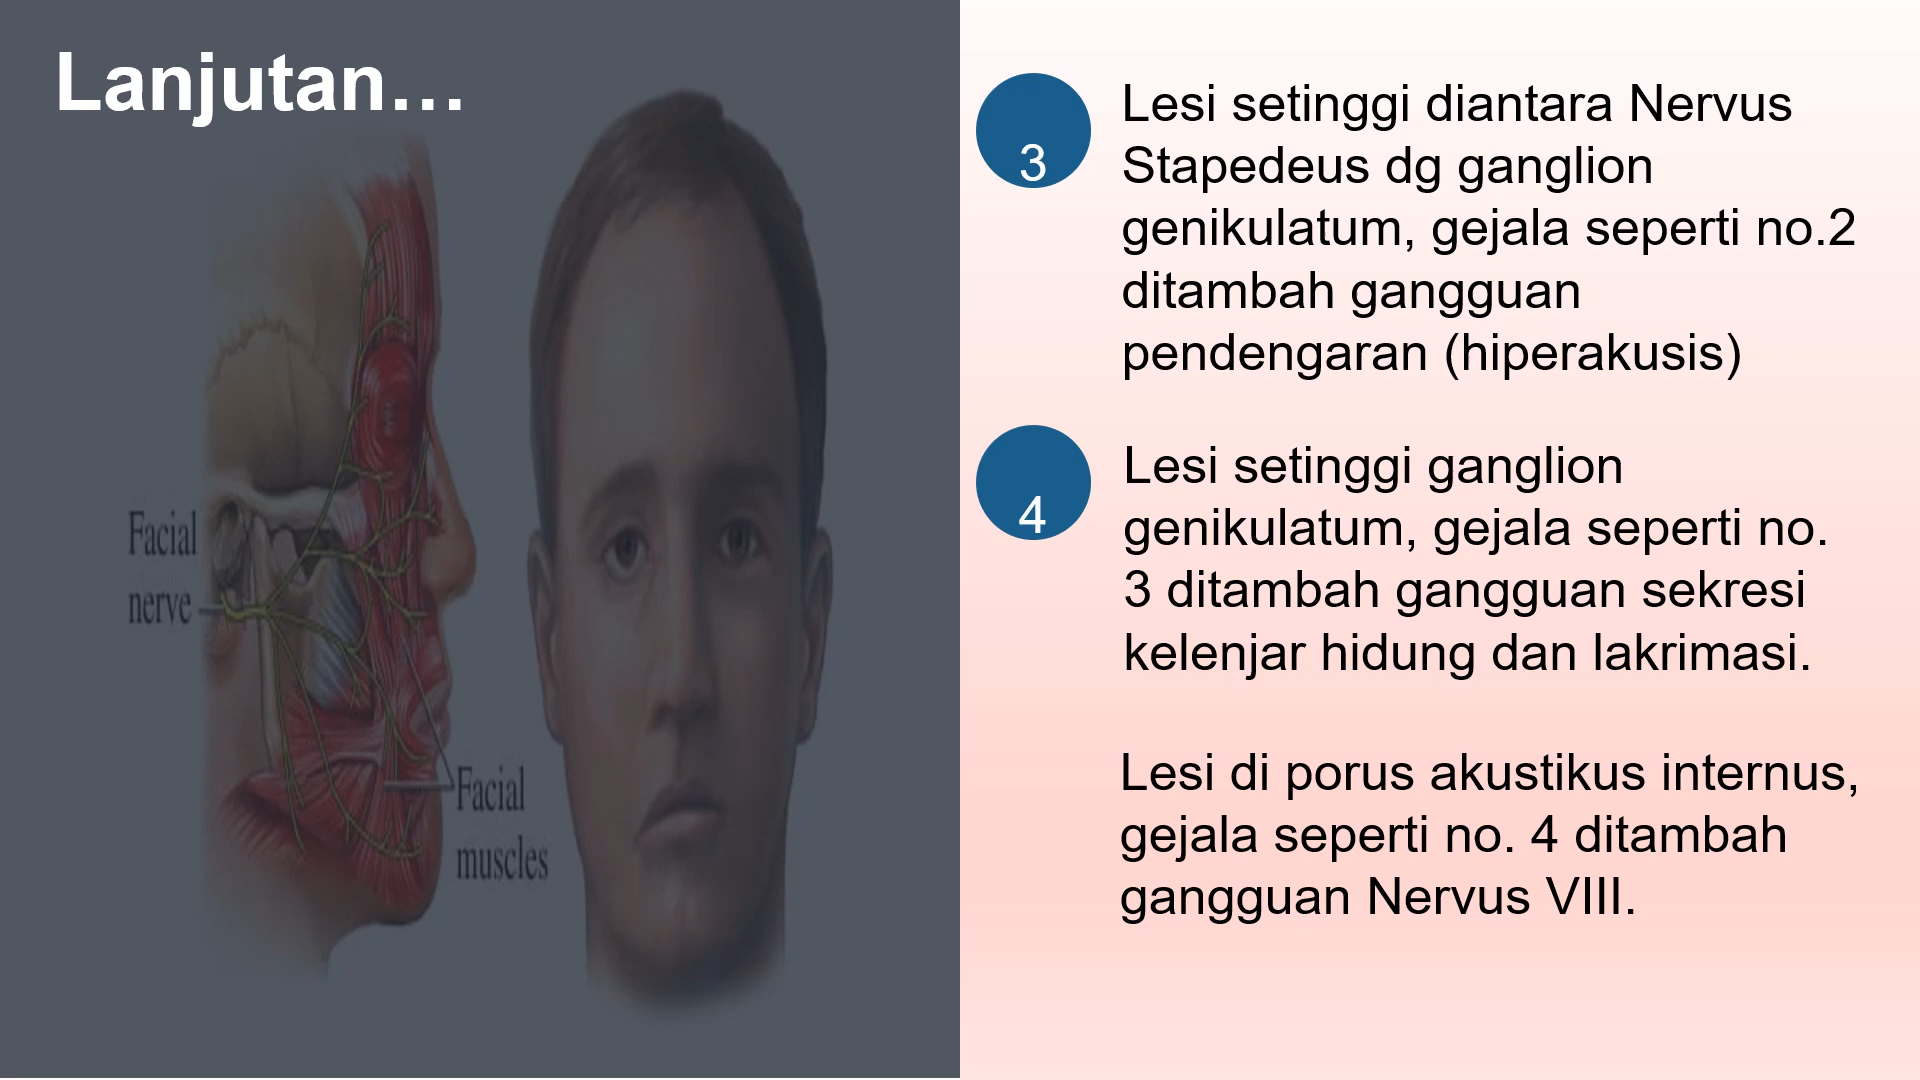 Lanjutan…
Facial
nerve
Facial
muscles
3
Lesi setinggi diantara Nervus
Stapedeus dg ganglion
genikulatum, gejala seperti no.2
ditambah gangguan
pendengaran (hiperakusis)
4
Lesi setinggi ganglion
genikulatum, gejala seperti no.
3 ditambah gangguan sekresi
kelenjar hidung dan lakrimasi.
Lesi di porus akustikus internus,
gejala seperti no. 4 ditambah
gangguan Nervus VIII.